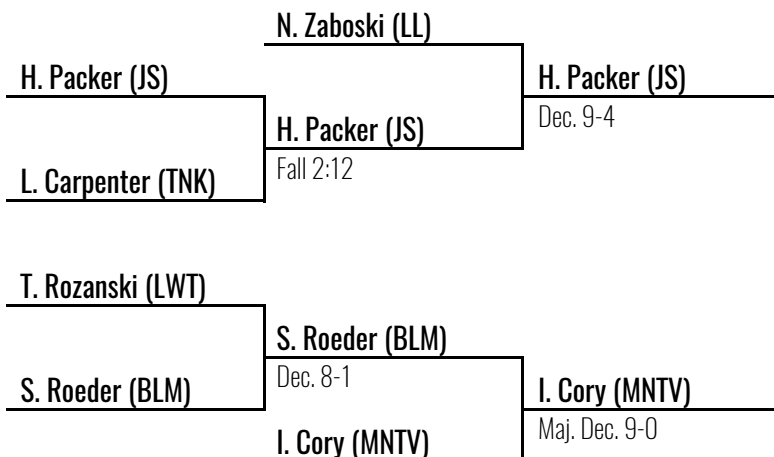 N. Zaboski (LL)
H. Packer (JS)
H. Packer (JS)
Dec. 9-4
H. Packer (JS)
Fall 2:12
L. Carpenter (TNK)
T. Rozanski (LWT)
S. Roeder (BLM)
Dec. 8-1
S. Roeder (BLM)
I. Cory (MNTV)
Maj. Dec. 9-0
I. Cory (MNTV)